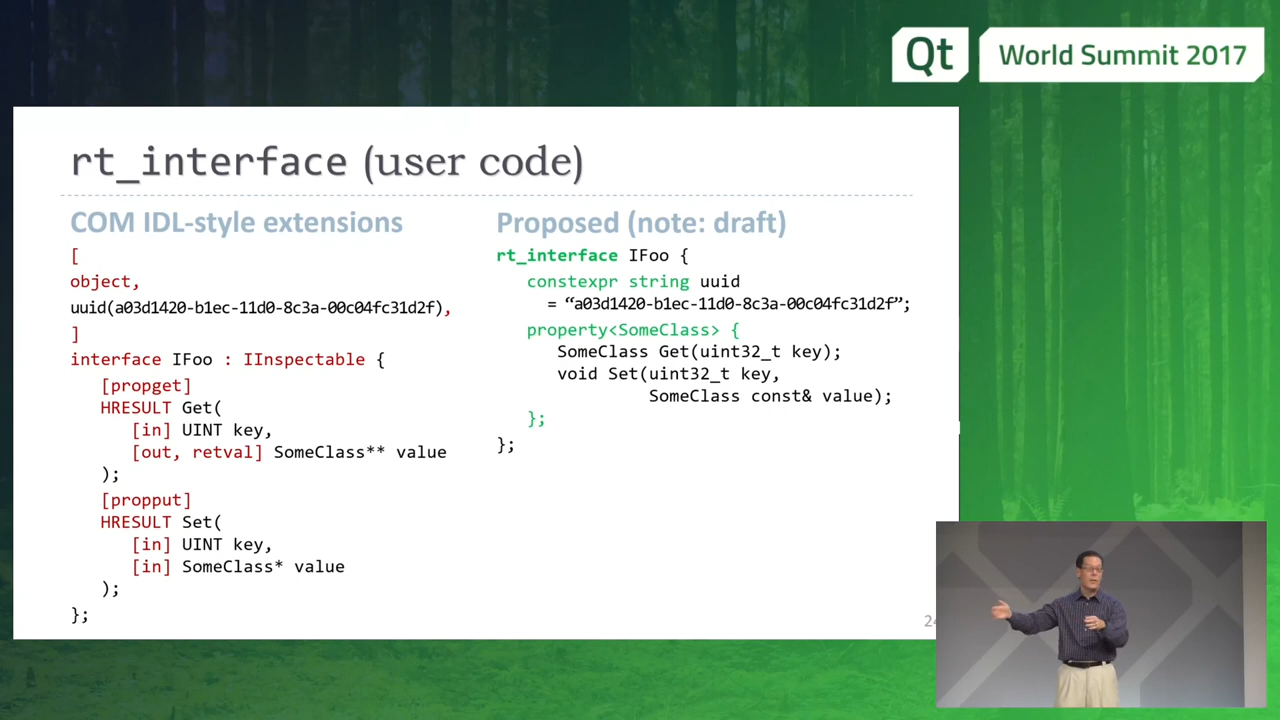 Qt World Summit 2017
rt_interface (user code)
COM IDL-style extensions
[
object,
uuid(a03d1420-b1ec-11d0-8c3a-00c04fc31d2f),
]
interface IFoo : IInspectable {
[propget]
HRESULT Get(
[in] UINT key,
[out, retval] SomeClass** value
);
[propput]
HRESULT Set(
[in] UINT key,
[in] SomeClass* value
);
};
Proposed (note: draft)
rt_interface IFoo {
constexpr string uuid
= “a03d1420-b1ec-11d0-8c3a-00c04fc31d2f”;
property<SomeClass> {
SomeClass Get(uint32_t key);
void Set(uint32_t key,
SomeClass const& value);
};
};